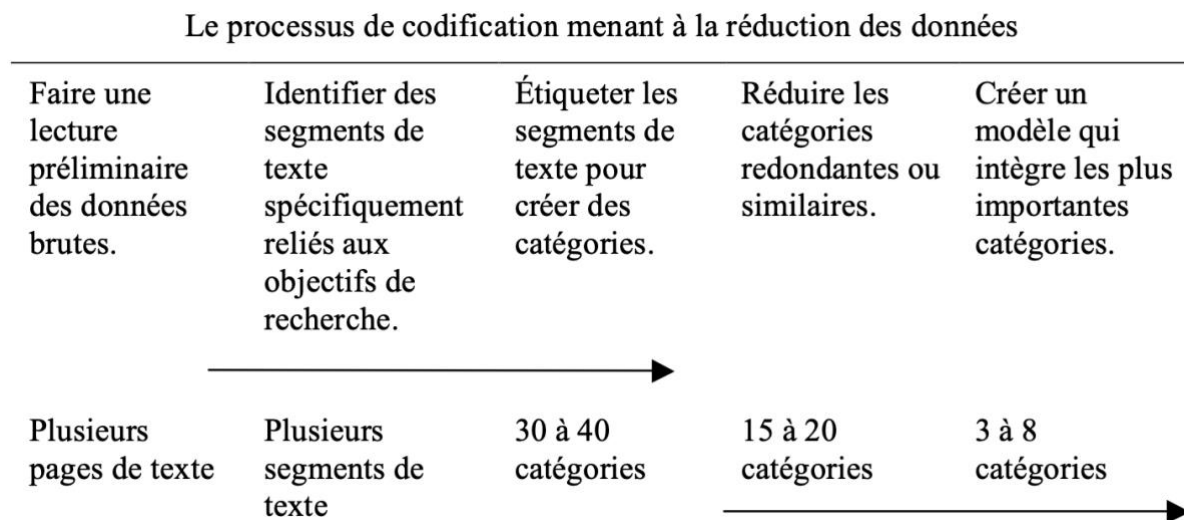 Le processus de codification menant à la réduction des données
Faire une
lecture
préliminaire
des données
brutes.
Identifier des
segments de
texte
spécifiquement
reliés aux
objectifs de
recherche.
Étiqueter les
segments de
texte pour
créer des
catégories.
Réduire les
catégories
redondantes ou
similaires.
Créer un
modèle qui
intègre les plus
importantes
catégories.
Plusieurs
pages de texte
Plusieurs
segments de
texte
30 à 40
catégories
15 à 20
catégories
3 à 8
catégories